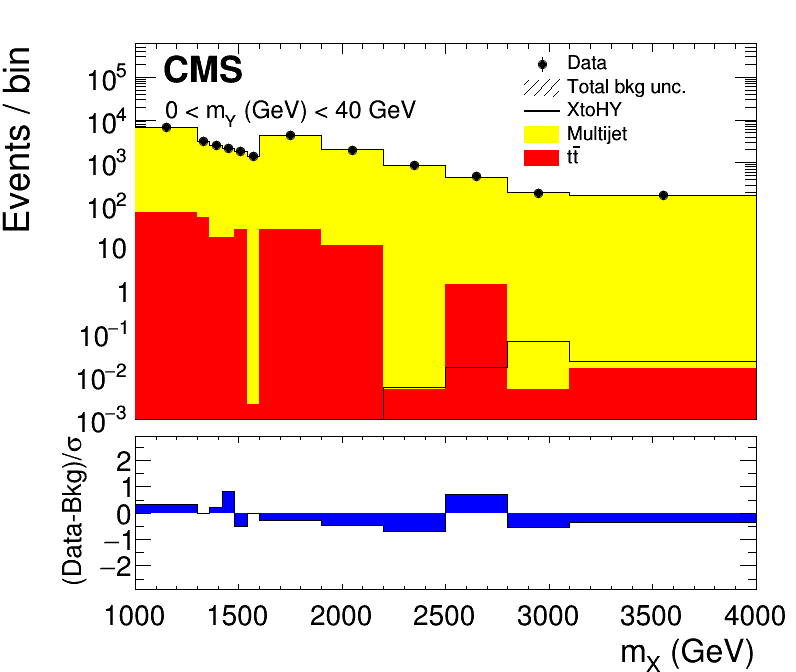 CMS
0 < m_Y (GeV) < 40 GeV
Data
Total bkg unc.
XtoHY
Multijet
tt̄
Events / bin
10^5
10^4
10^3
10^2
10
1
10^−1
10^−2
10^−3
(Data-Bkg)/σ
2
1
0
−1
−2
1000 1500 2000 2500 3000 3500 4000
m_X (GeV)